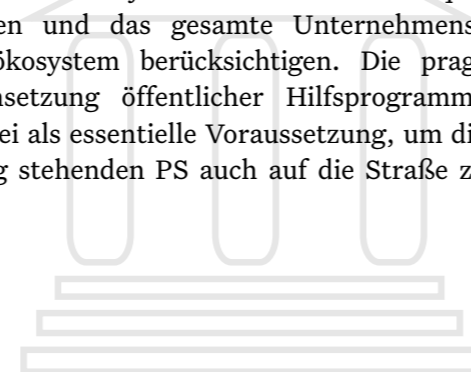 en und das gesamte Unternehmens
ökosystem berücksichtigen. Die prag
nsetzung öffentlicher Hilfsprogramm
ei als essentielle Voraussetzung, um di
g stehenden PS auch auf die Straße z